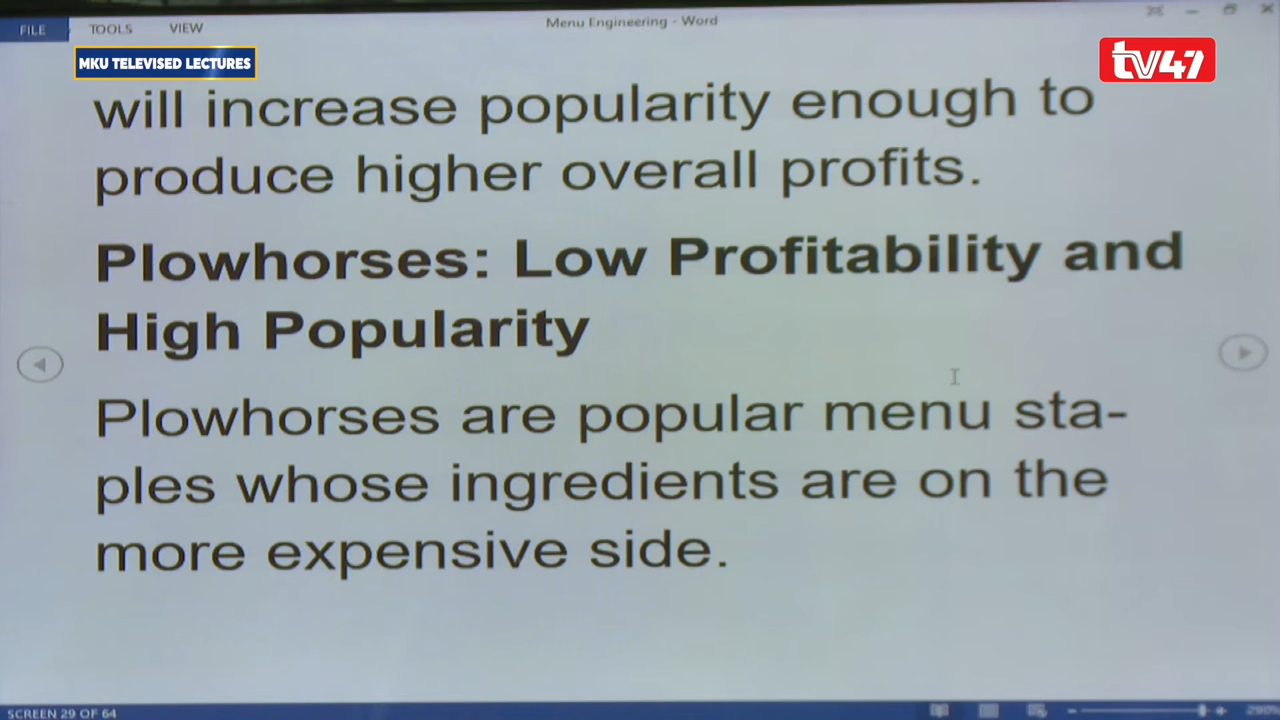 Menu Engineering - Word
FILE TOOLS VIEW
MKU TELEVISED LECTURES
tv47
will increase popularity enough to
produce higher overall profits.
Plowhorses: Low Profitability and
High Popularity
Plowhorses are popular menu sta-
ples whose ingredients are on the
more expensive side.
SCREEN 29 OF 64